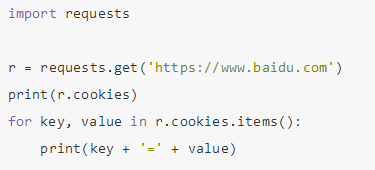 import requests

r = requests.get('https://www.baidu.com')
print(r.cookies)
for key, value in r.cookies.items():
    print(key + '=' + value)